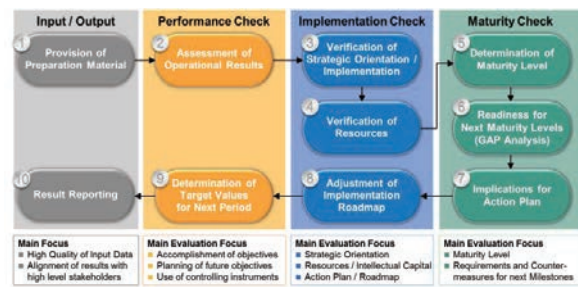 Input / Output
Performance Check
Implementation Check
Maturity Check
1
Provision of
Preparation Material
2
Assessment of
Operational Results
3
Verification of
Strategic Orientation /
Implementation
4
Verification of
Resources
5
Determination of
Maturity Level
6
Readiness for
Next Maturity Levels
(GAP Analysis)
7
Implications for
Action Plan
8
Adjustment of
Implementation
Roadmap
9
Determination of
Target Values
for Next Period
10
Result Reporting
Main Focus
High Quality of Input Data
Alignment of results with
high level stakeholders
Main Evaluation Focus
Accomplishment of objectives
Planning of future objectives
Use of controlling instruments
Main Evaluation Focus
Strategic Orientation
Resources / Intellectual Capital
Action Plan / Roadmap
Main Evaluation Focus
Maturity Level
Requirements and Counter-
measures for next Milestones